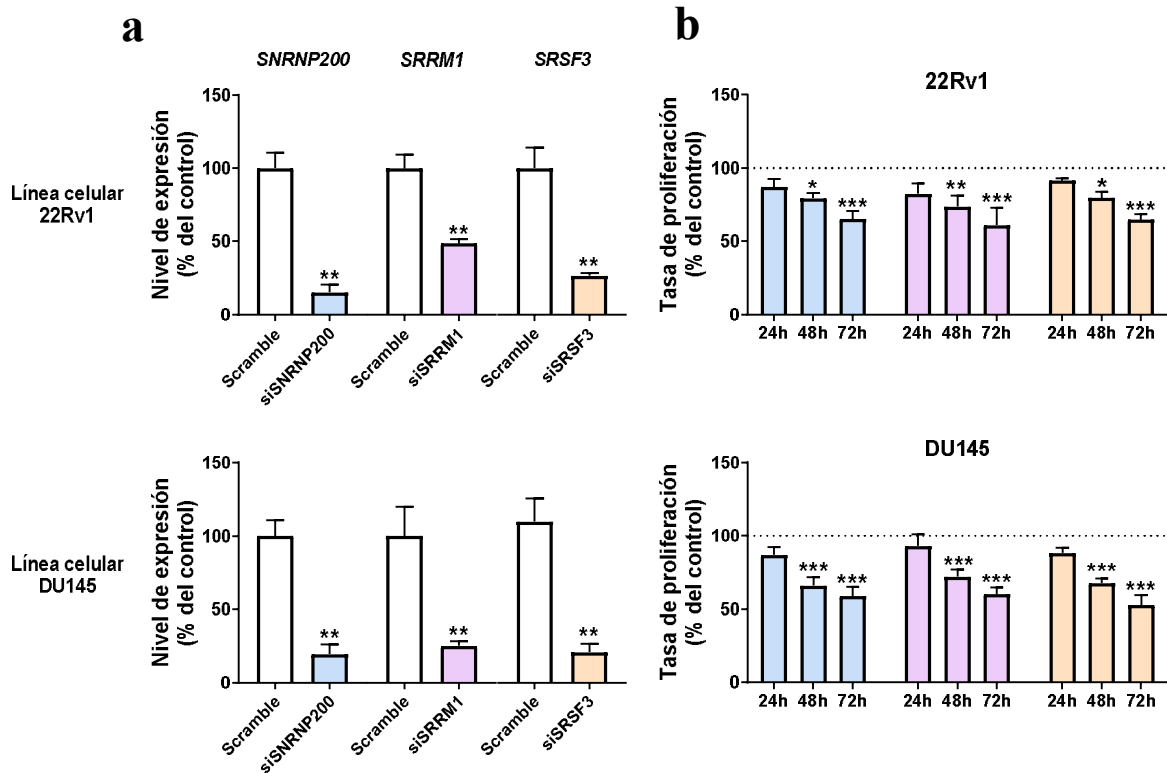 a
b
SNRNP200 SRRM1 SRSF3
Línea celular
22Rv1
Nivel de expresión
(% del control)
150
100
50
0
**
**
**
Scramble
siSNRNP200
Scramble
siSRRM1
Scramble
siSRSF3
22Rv1
Tasa de proliferación
(% del control)
150
100
50
0
* *** ** *** * ***
24h 48h 72h 24h 48h 72h 24h 48h 72h
Línea celular
DU145
Nivel de expresión
(% del control)
150
100
50
0
**
**
**
Scramble
siSNRNP200
Scramble
siSRRM1
Scramble
siSRSF3
DU145
Tasa de proliferación
(% del control)
150
100
50
0
*** *** *** *** *** ***
24h 48h 72h 24h 48h 72h 24h 48h 72h